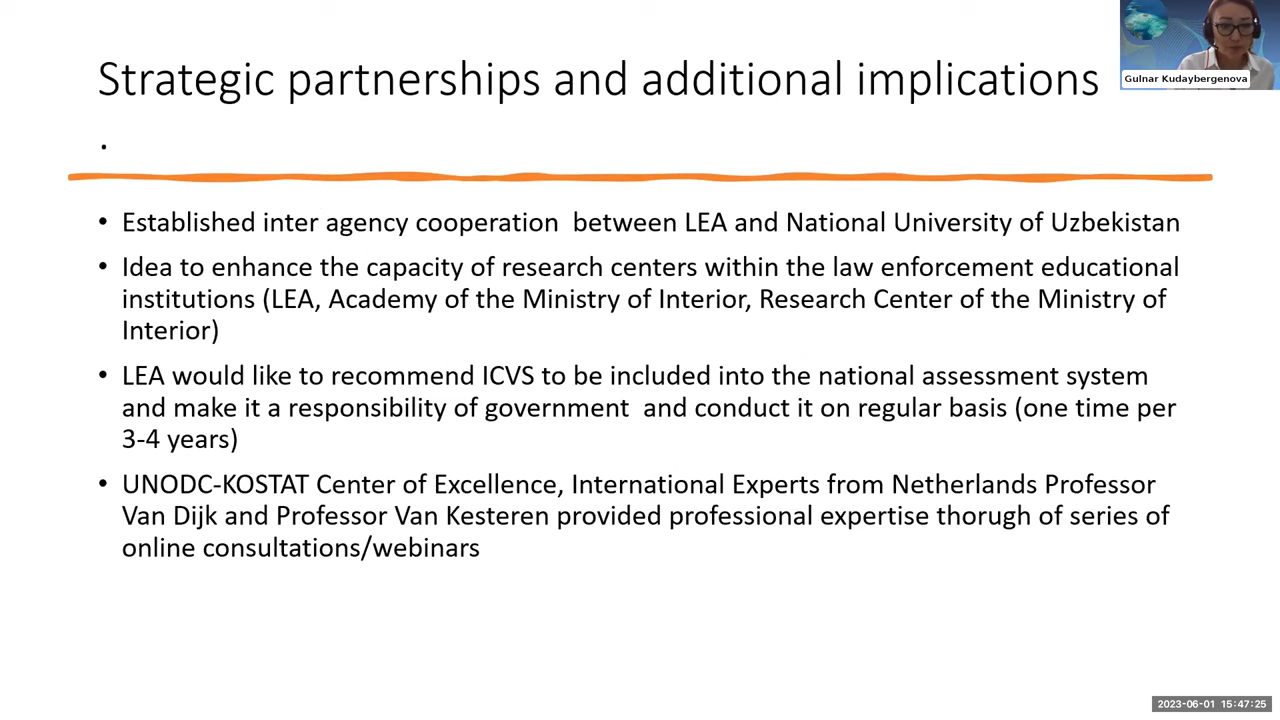 Strategic partnerships and additional implications
.
Gulnar Kudaybergenova
• Established inter agency cooperation  between LEA and National University of Uzbekistan
• Idea to enhance the capacity of research centers within the law enforcement educational
institutions (LEA, Academy of the Ministry of Interior, Research Center of the Ministry of
Interior)
• LEA would like to recommend ICVS to be included into the national assessment system
and make it a responsibility of government  and conduct it on regular basis (one time per
3-4 years)
• UNODC-KOSTAT Center of Excellence, International Experts from Netherlands Professor
Van Dijk and Professor Van Kesteren provided professional expertise thorugh of series of
online consultations/webinars
2023-06-01 15:47:25